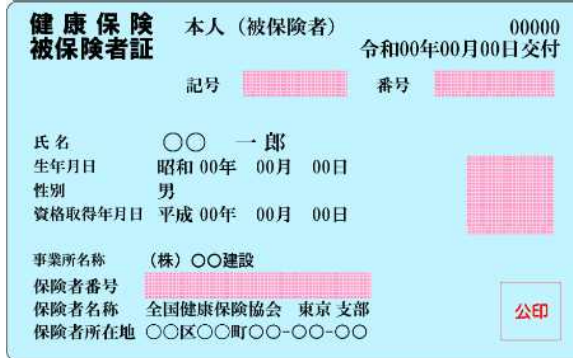 健康保険 本人（被保険者） 00000
被保険者証 令和00年00月00日交付
記号 番号
氏名 〇〇 一郎
生年月日 昭和 00年 00月 00日
性別 男
資格取得年月日 平成 00年 00月 00日
事業所名称 （株）〇〇建設
保険者番号
保険者名称 全国健康保険協会 東京 支部
保険者所在地 〇〇区〇〇町〇〇-〇〇-〇〇
公印